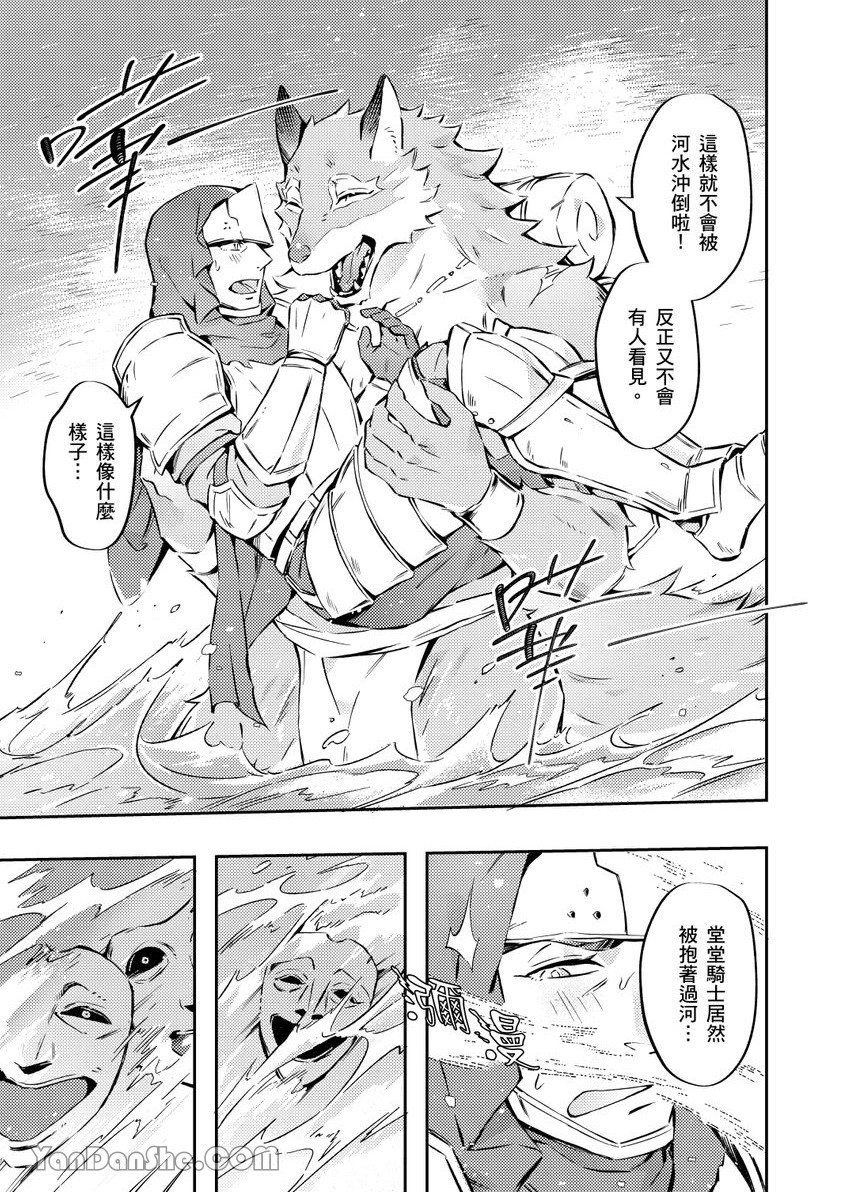 這樣就不會被
河水沖倒啦！
反正又不會
有人看見。
嘩
這樣像什麼
樣子…
嘩
堂堂騎士居然
被抱著過河…
瀰漫
YanDanShe.COM